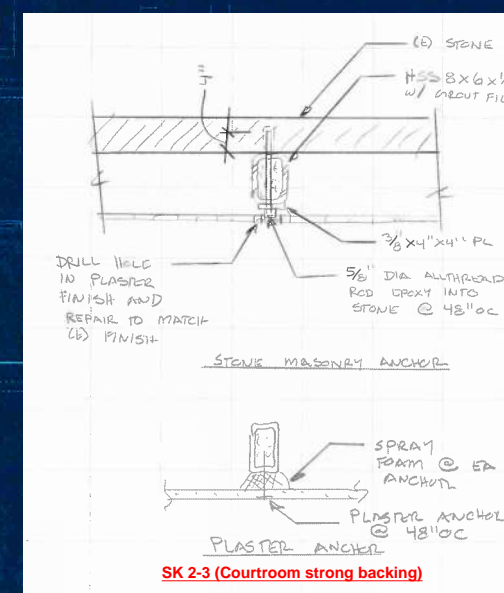 (E) STONE
HSS 8x6x
w/ GROUT
4"
3/8"x4"x4" PL
DRILL HOLE
IN PLASTER
FINISH AND
REPAIR TO MATCH
(E) FINISH
5/8" DIA ALLTHREAD
ROD EPOXY INTO
STONE @ 48"OC
STONE MASONRY ANCHOR
SPRAY
FOAM @ EA
ANCHOR
PLASTER ANCHOR
@ 48"OC
PLASTER ANCHOR
SK 2-3 (Courtroom strong backing)